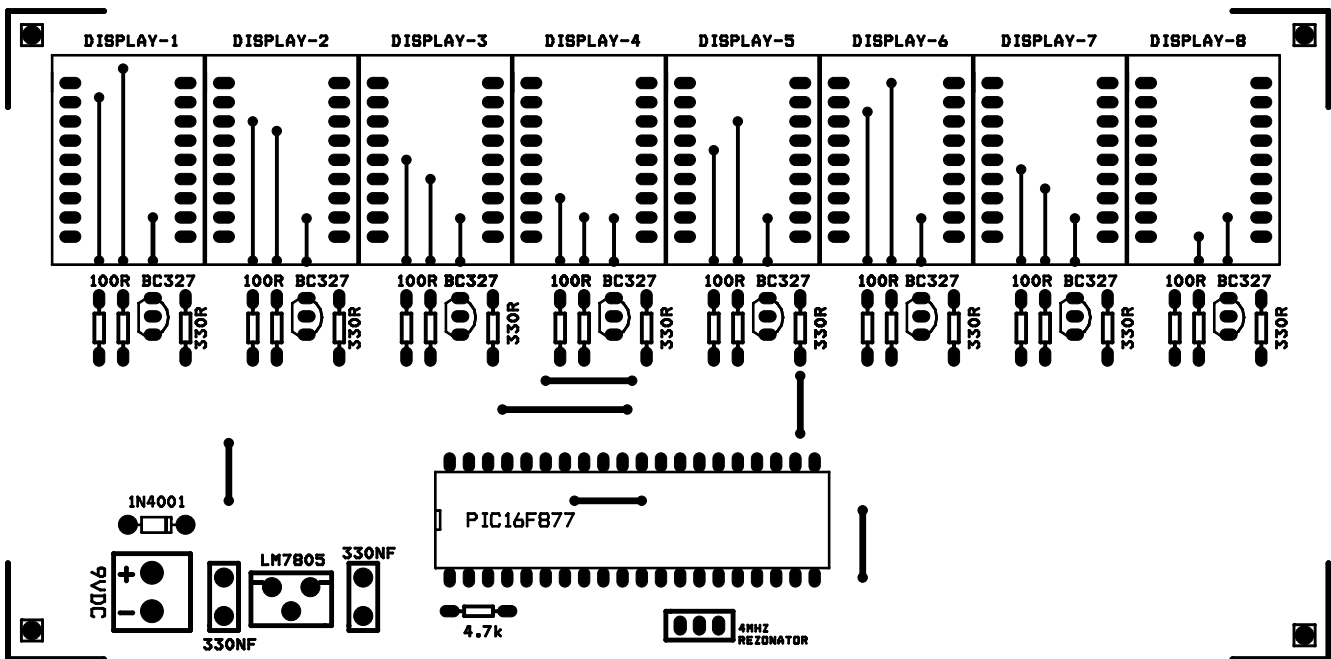 DISPLAY-1 DISPLAY-2 DISPLAY-3 DISPLAY-4 DISPLAY-5 DISPLAY-6 DISPLAY-7 DISPLAY-8
100R BC327 100R BC327 100R BC327 100R BC327 100R BC327 100R BC327 100R BC327 100R BC327
330R 330R 330R 330R 330R 330R 330R 330R
1N4001
PIC16F877
LM7805
330NF
9VDC
+
-
330NF
4.7k
4MHZ
REZONATOR